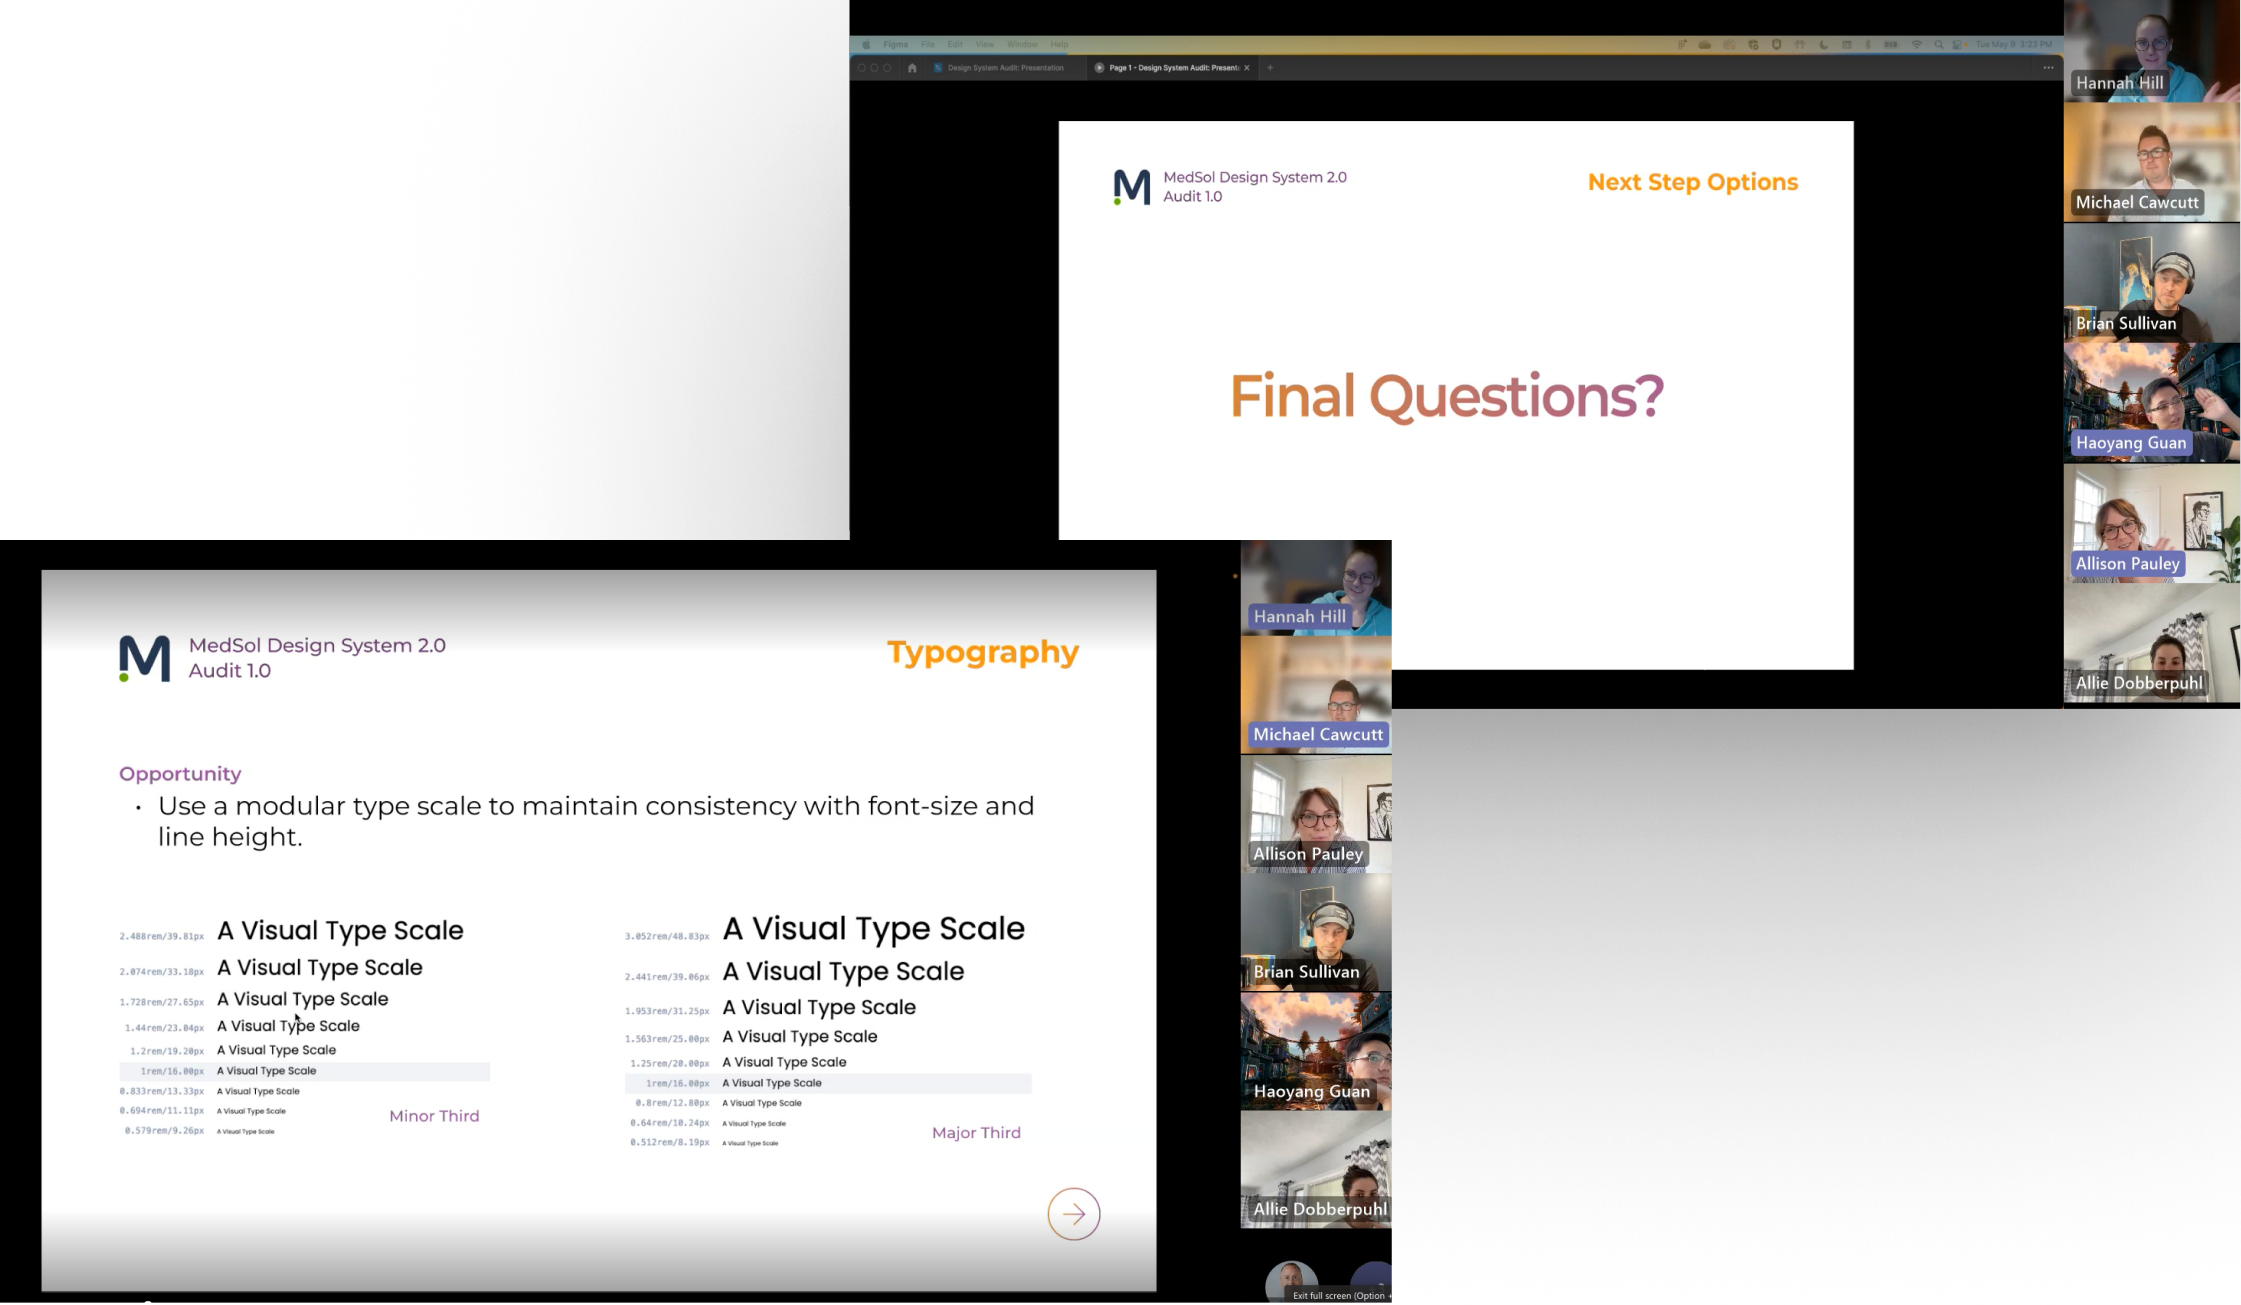 Figma File Edit View Window Help
Tue May 9 3:23 PM
Design System Audit: Presentation
Page 1 - Design System Audit: Present
MedSol Design System 2.0
Audit 1.0
Next Step Options
Final Questions?
Hannah Hill
Michael Cawcutt
Brian Sullivan
Haoyang Guan
Allison Pauley
Allie Dobberpuhl
MedSol Design System 2.0
Audit 1.0
Typography
Opportunity
• Use a modular type scale to maintain consistency with font-size and
line height.
2.488rem/39.81px A Visual Type Scale
2.074rem/33.18px A Visual Type Scale
1.728rem/27.65px A Visual Type Scale
1.44rem/23.04px A Visual Type Scale
1.2rem/19.20px A Visual Type Scale
1rem/16.00px A Visual Type Scale
0.833rem/13.33px A Visual Type Scale
0.694rem/11.11px A Visual Type Scale
0.579rem/9.26px A Visual Type Scale
Minor Third
3.052rem/48.83px A Visual Type Scale
2.441rem/39.06px A Visual Type Scale
1.953rem/31.25px A Visual Type Scale
1.563rem/25.00px A Visual Type Scale
1.25rem/20.00px A Visual Type Scale
1rem/16.00px A Visual Type Scale
0.8rem/12.80px A Visual Type Scale
0.64rem/10.24px A Visual Type Scale
0.512rem/8.19px A Visual Type Scale
Major Third
Hannah Hill
Michael Cawcutt
Allison Pauley
Brian Sullivan
Haoyang Guan
Allie Dobberpuhl
Exit full screen (Option +